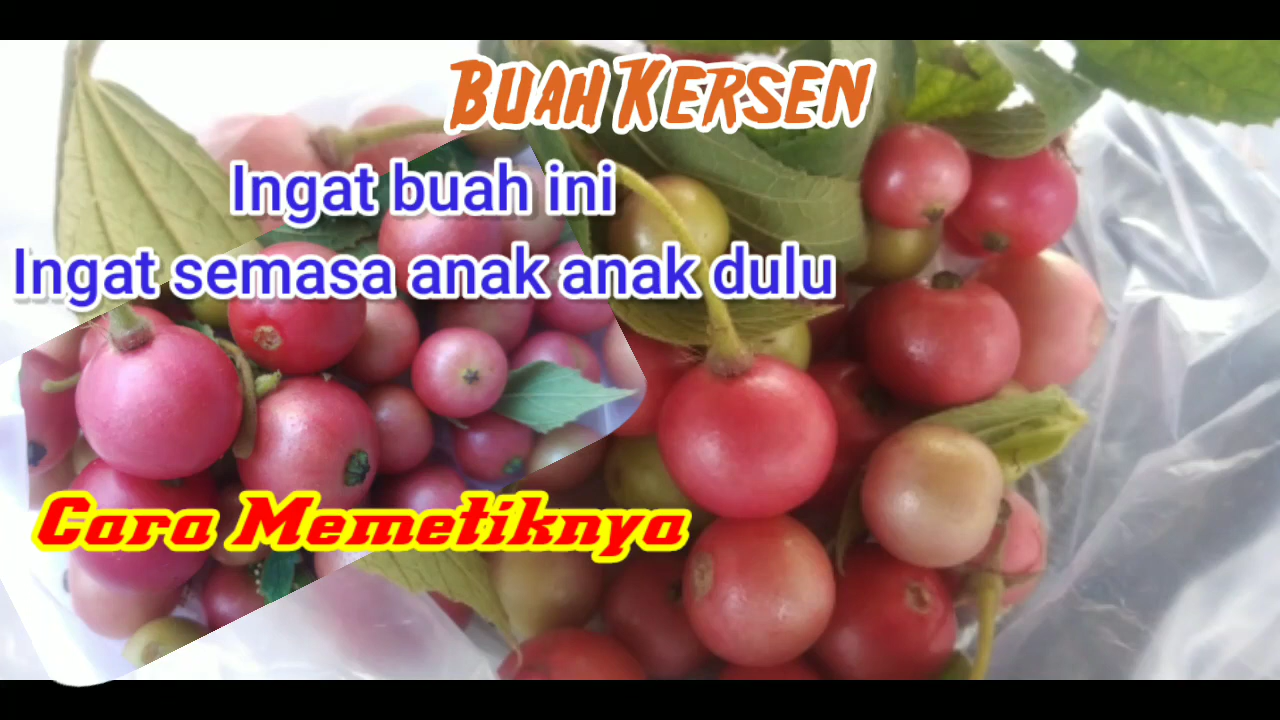 BUAH KERSEN
Ingat buah ini
Ingat semasa anak anak dulu
Cara Memetiknya